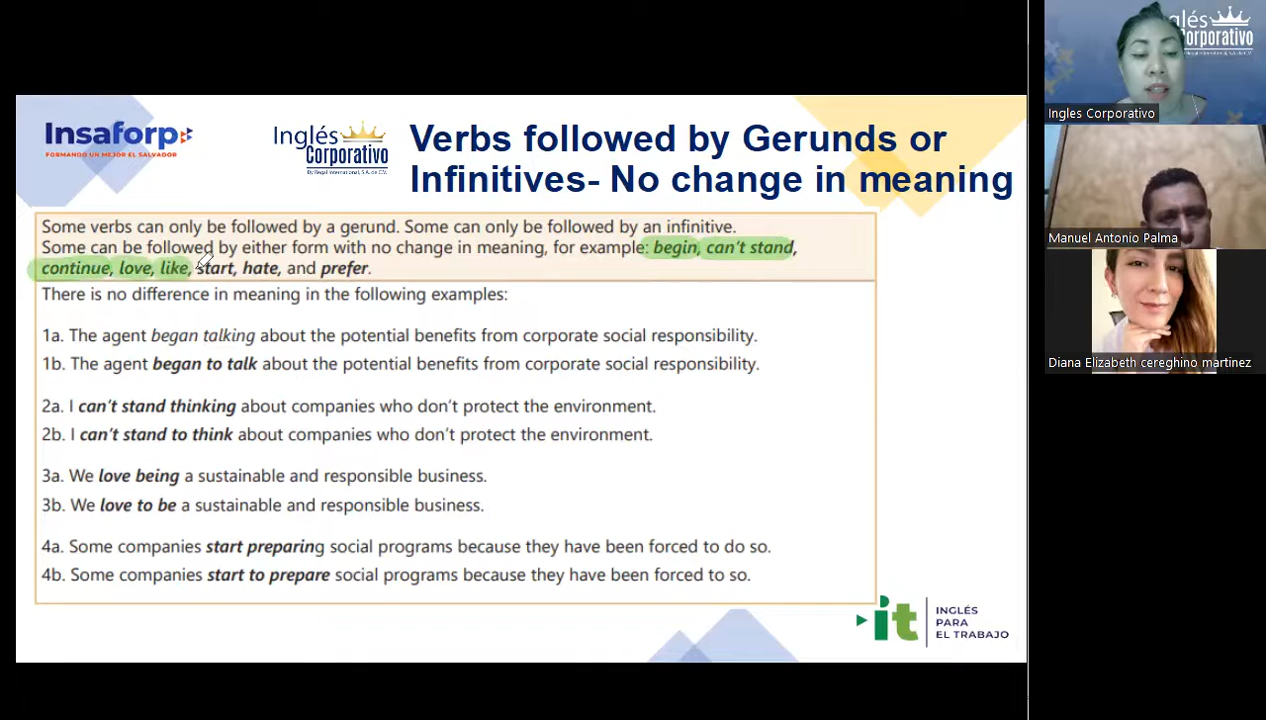 Insaforp
FORMANDO UN MEJOR EL SALVADOR
Inglés
Corporativo
By Regall International, S.A. de C.V.
Verbs followed by Gerunds or
Infinitives- No change in meaning
Some verbs can only be followed by a gerund. Some can only be followed by an infinitive.
Some can be followed by either form with no change in meaning, for example: begin, can't stand,
continue, love, like, start, hate, and prefer.
There is no difference in meaning in the following examples:
1a. The agent began talking about the potential benefits from corporate social responsibility.
1b. The agent began to talk about the potential benefits from corporate social responsibility.
2a. I can't stand thinking about companies who don't protect the environment.
2b. I can't stand to think about companies who don't protect the environment.
3a. We love being a sustainable and responsible business.
3b. We love to be a sustainable and responsible business.
4a. Some companies start preparing social programs because they have been forced to do so.
4b. Some companies start to prepare social programs because they have been forced to so.
it
INGLÉS
PARA
EL TRABAJO
glés
Corporativo
Ingles Corporativo
Manuel Antonio Palma
Diana Elizabeth cereghino martinez